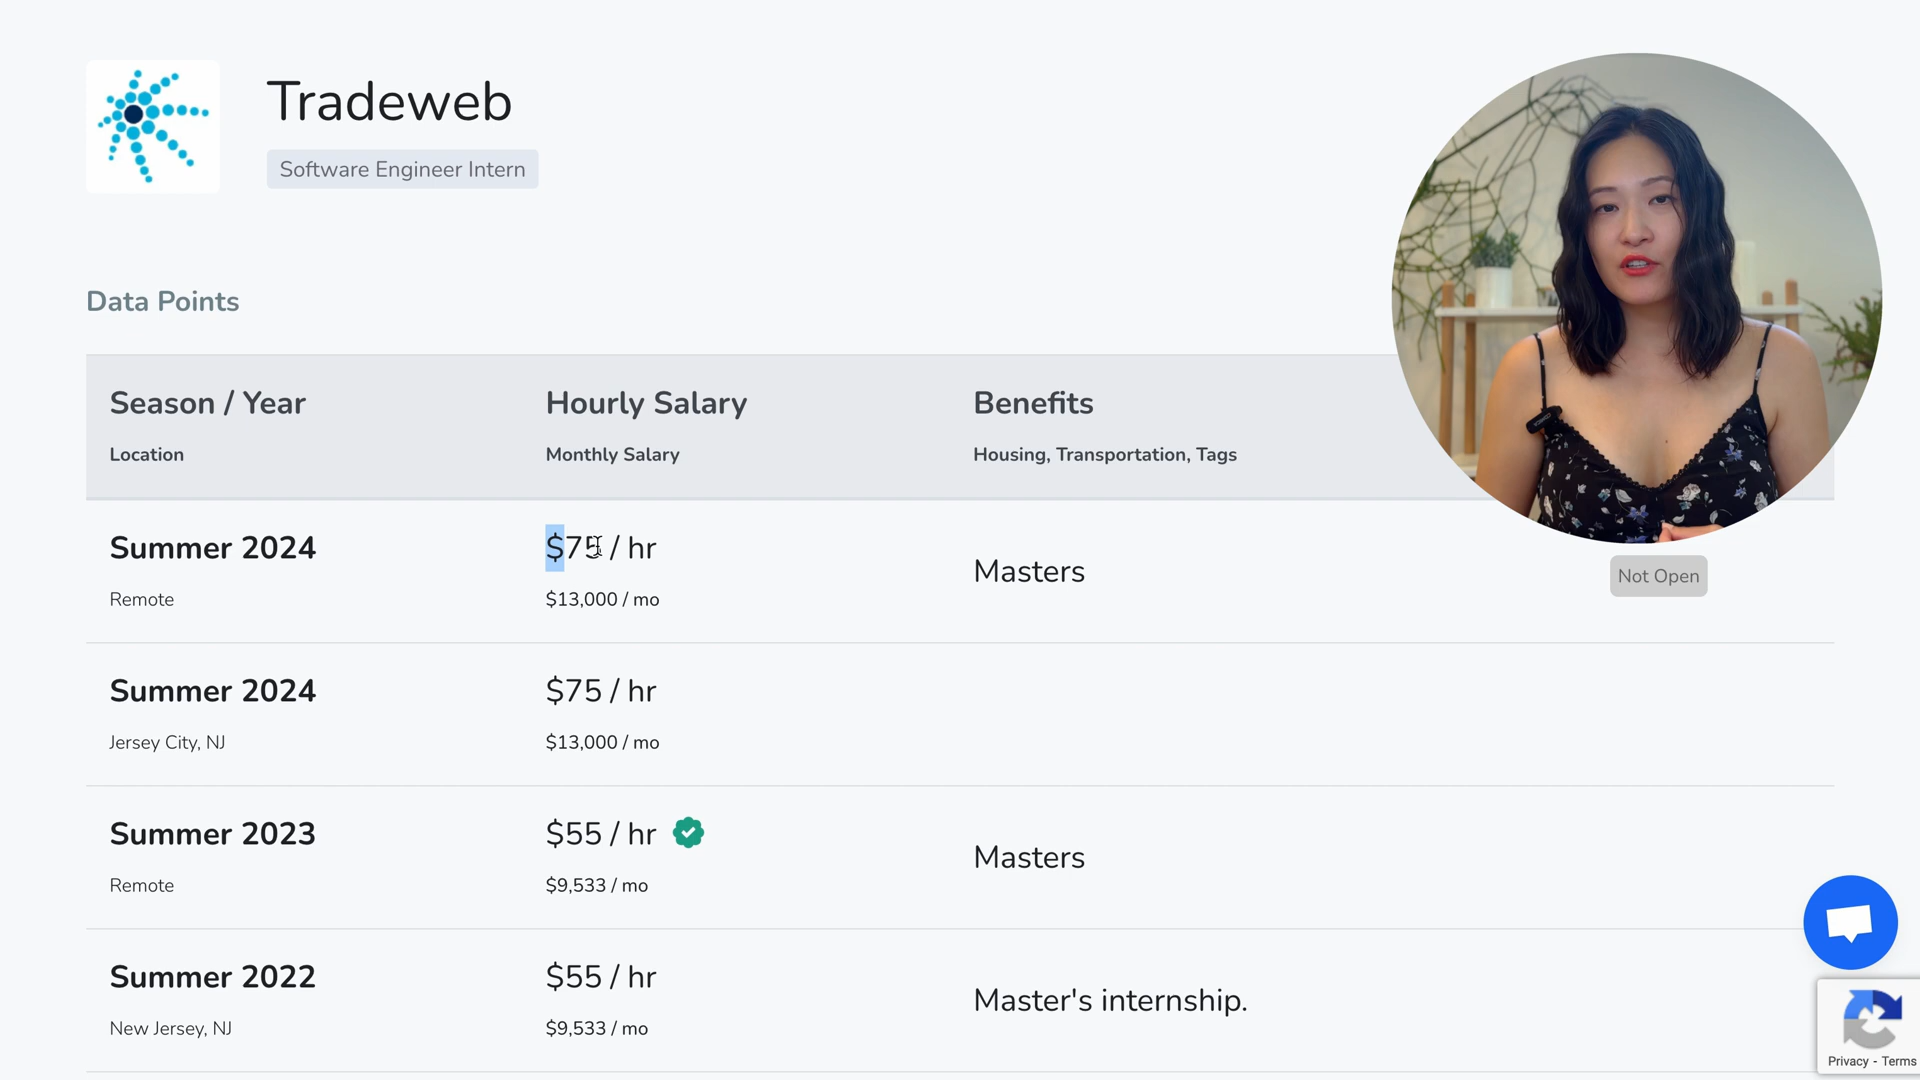 Tradeweb
Software Engineer Intern
Data Points
Season / Year
Hourly Salary
Benefits
Location
Monthly Salary
Housing, Transportation, Tags
Summer 2024
$75 / hr
Masters
Not Open
Remote
$13,000 / mo
Summer 2024
$75 / hr
Jersey City, NJ
$13,000 / mo
Summer 2023
$55 / hr
Masters
Remote
$9,533 / mo
Summer 2022
$55 / hr
Master's internship.
New Jersey, NJ
$9,533 / mo
Privacy - Terms